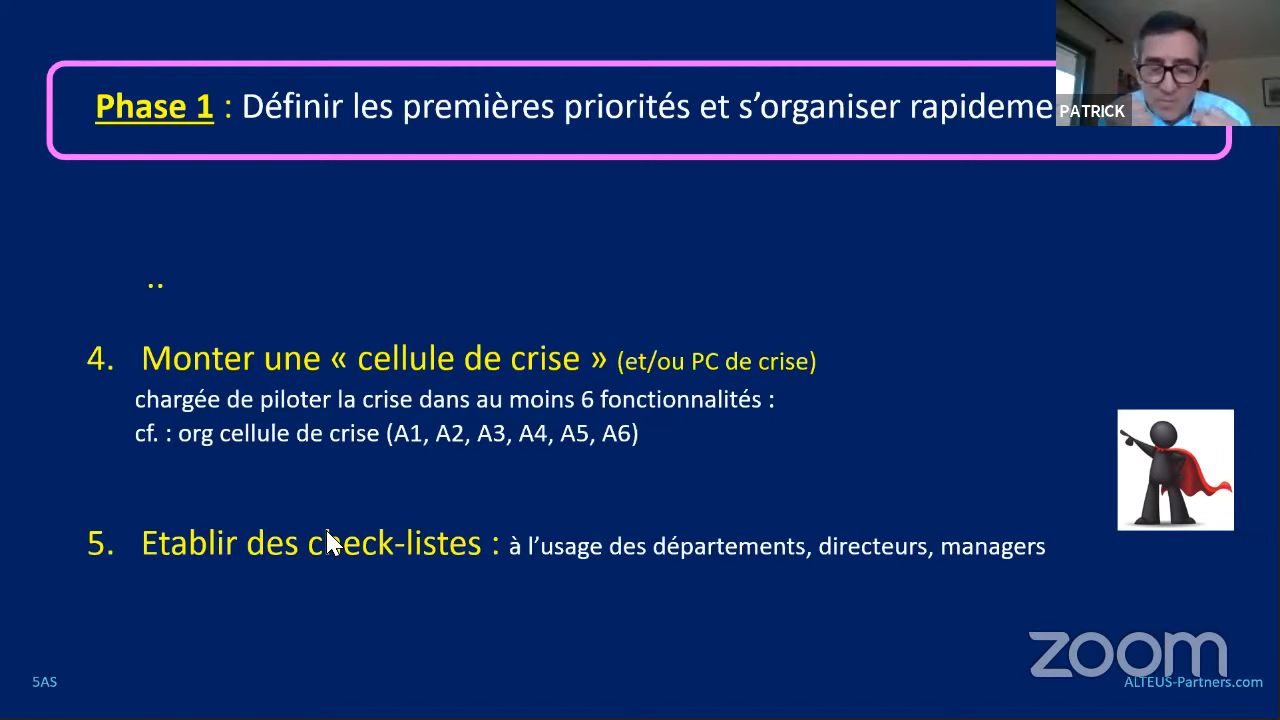 Phase 1 : Définir les premières priorités et s’organiser rapideme
PATRICK
..
4. Monter une « cellule de crise » (et/ou PC de crise)
chargée de piloter la crise dans au moins 6 fonctionnalités :
cf. : org cellule de crise (A1, A2, A3, A4, A5, A6)
5. Etablir des check-listes : à l’usage des départements, directeurs, managers
zoom
5AS
ALTEUS-Partners.com